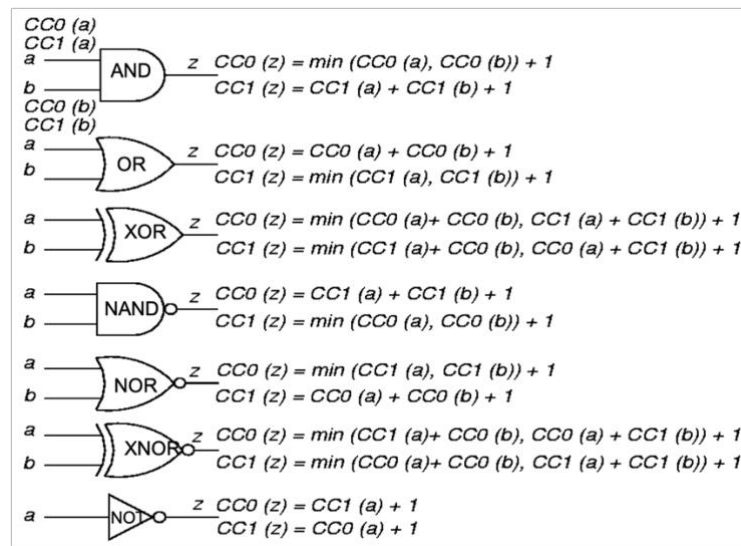 CC0 (a)
CC1 (a)
a AND z CC0 (z) = min (CC0 (a), CC0 (b)) + 1
b CC1 (z) = CC1 (a) + CC1 (b) + 1
CC0 (b)
CC1 (b)
a OR z CC0 (z) = CC0 (a) + CC0 (b) + 1
b CC1 (z) = min (CC1 (a), CC1 (b)) + 1
a XOR z CC0 (z) = min (CC0 (a)+ CC0 (b), CC1 (a) + CC1 (b)) + 1
b CC1 (z) = min (CC1 (a)+ CC0 (b), CC0 (a) + CC1 (b)) + 1
a NAND z CC0 (z) = CC1 (a) + CC1 (b) + 1
b CC1 (z) = min (CC0 (a), CC0 (b)) + 1
a NOR z CC0 (z) = min (CC1 (a), CC1 (b)) + 1
b CC1 (z) = CC0 (a) + CC0 (b) + 1
a XNOR z CC0 (z) = min (CC1 (a)+ CC0 (b), CC0 (a) + CC1 (b)) + 1
b CC1 (z) = min (CC0 (a)+ CC0 (b), CC1 (a) + CC1 (b)) + 1
a NOT z CC0 (z) = CC1 (a) + 1
CC1 (z) = CC0 (a) + 1